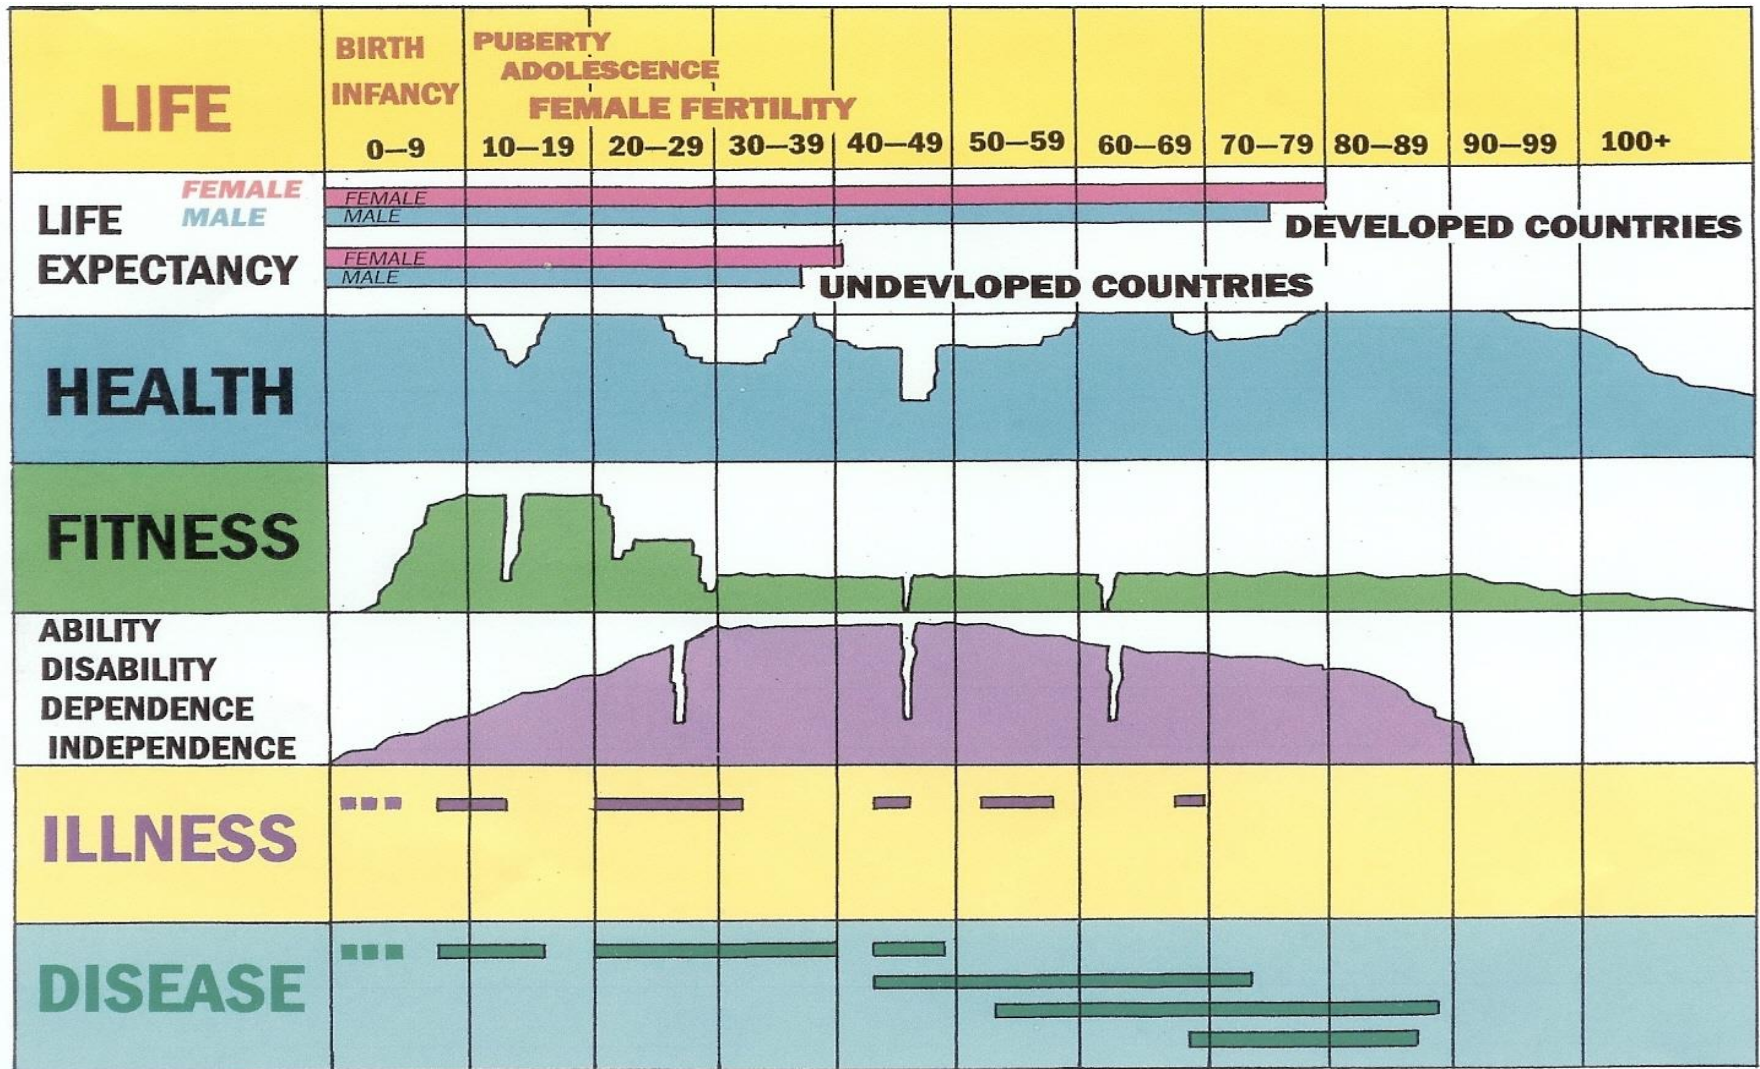 LIFE
BIRTH
INFANCY
PUBERTY
ADOLESCENCE
FEMALE FERTILITY
0—9 10—19 20—29 30—39 40—49 50—59 60—69 70—79 80—89 90—99 100+
LIFE EXPECTANCY
FEMALE
MALE
FEMALE
MALE
DEVELOPED COUNTRIES
FEMALE
MALE
UNDEVLOPED COUNTRIES
HEALTH
FITNESS
ABILITY
DISABILITY
DEPENDENCE
INDEPENDENCE
ILLNESS
DISEASE